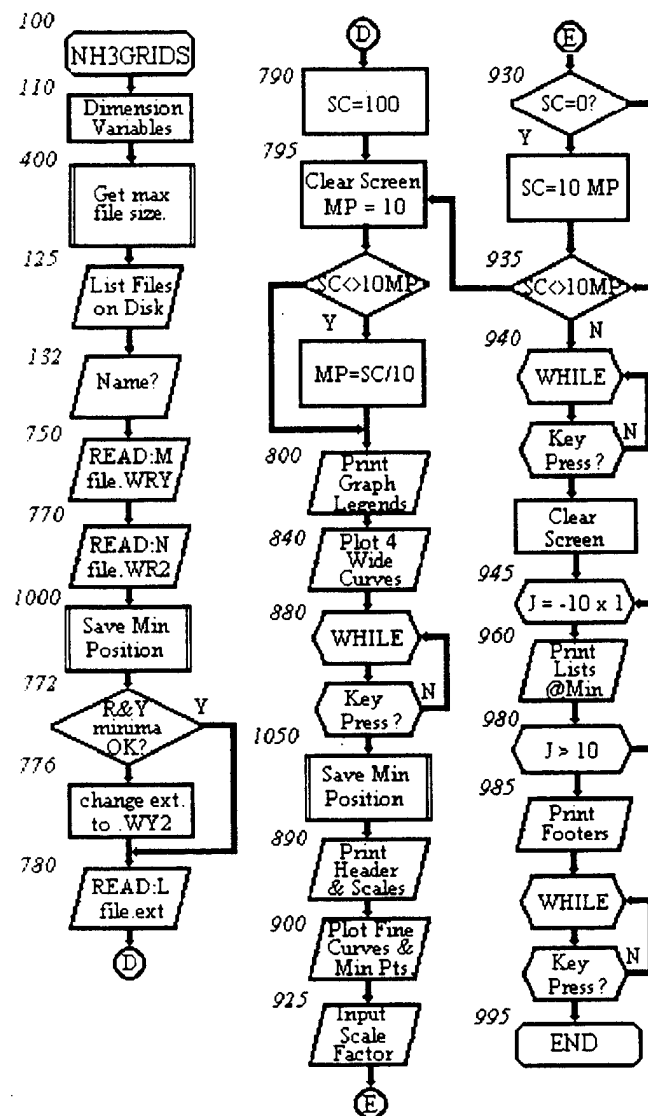 100
NH3GRIDS
110
Dimension
Variables
400
Get max
file size.
125
List Files
on Disk
132
Name?
750
READ:M
file.WRY
770
READ:N
file.WR2
1000
Save Min
Position
772
R&Y
minima
OK?
Y
776
change ext.
to .WY2
780
READ:L
file.ext
D
D
790
SC=100
795
Clear Screen
MP = 10
SC<>10MP
Y
MP=SC/10
800
Print
Graph
Legends
840
Plot 4
Wide
Curves
880
WHILE
Key
Press?
N
1050
Save Min
Position
890
Print
Header
& Scales
900
Plot Fine
Curves &
Min Pts.
925
Input
Scale
Factor
E
E
930
SC=0?
Y
SC=10 MP
935
SC<>10MP
N
940
WHILE
Key
Press?
N
Clear
Screen
945
J = -10 x 1
960
Print
Lists
@Min
980
J > 10
985
Print
Footers
WHILE
Key
Press?
N
995
END